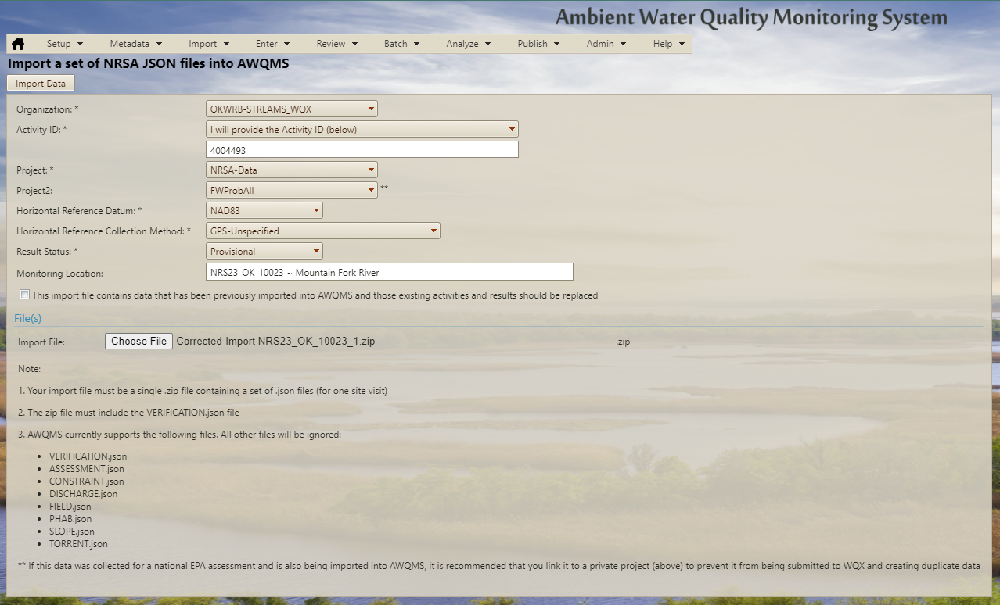 Ambient Water Quality Monitoring System
Setup Metadata Import Enter Review Batch Analyze Publish Admin Help
Import a set of NRSA JSON files into AWQMS
Import Data
Organization: * OKWRB-STREAMS_WQX
Activity ID: * I will provide the Activity ID (below)
4004493
Project: * NRSA-Data
Project2: FWProbAll **
Horizontal Reference Datum: * NAD83
Horizontal Reference Collection Method: * GPS-Unspecified
Result Status: * Provisional
Monitoring Location: NRS23_OK_10023 ~ Mountain Fork River
This import file contains data that has been previously imported into AWQMS and those existing activities and results should be replaced
File(s)
Import File: Choose File Corrected-Import NRS23_OK_10023_1.zip .zip
Note:
1. Your import file must be a single .zip file containing a set of .json files (for one site visit)
2. The zip file must include the VERIFICATION.json file
3. AWQMS currently supports the following files. All other files will be ignored:
• VERIFICATION.json
• ASSESSMENT.json
• CONSTRAINT.json
• DISCHARGE.json
• FIELD.json
• PHAB.json
• SLOPE.json
• TORRENT.json
** If this data was collected for a national EPA assessment and is also being imported into AWQMS, it is recommended that you link it to a private project (above) to prevent it from being submitted to WQX and creating duplicate data